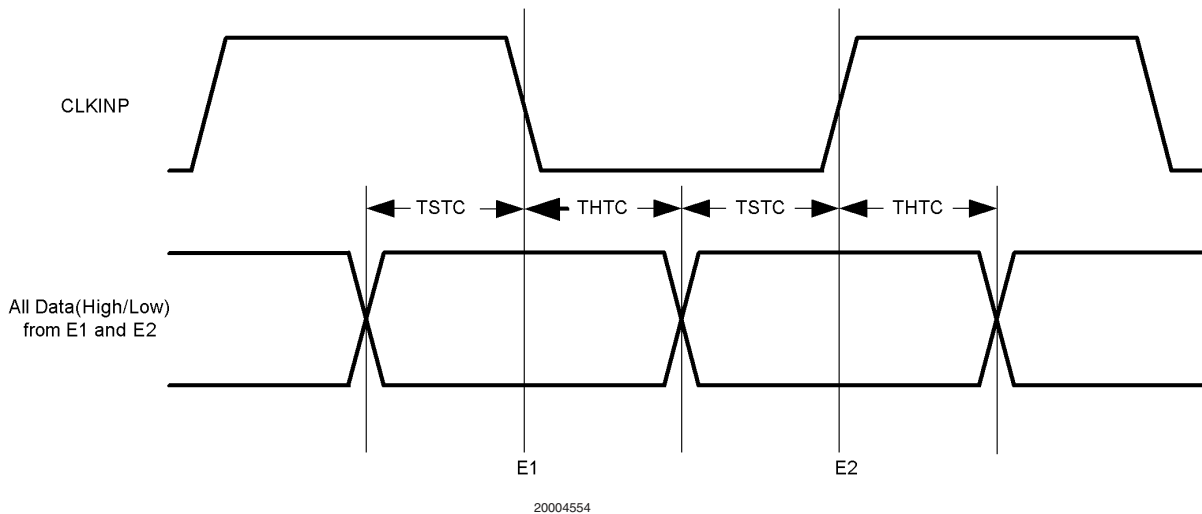 CLKINP
TSTC
THTC
TSTC
THTC
All Data(High/Low)
from E1 and E2
E1
E2
20004554